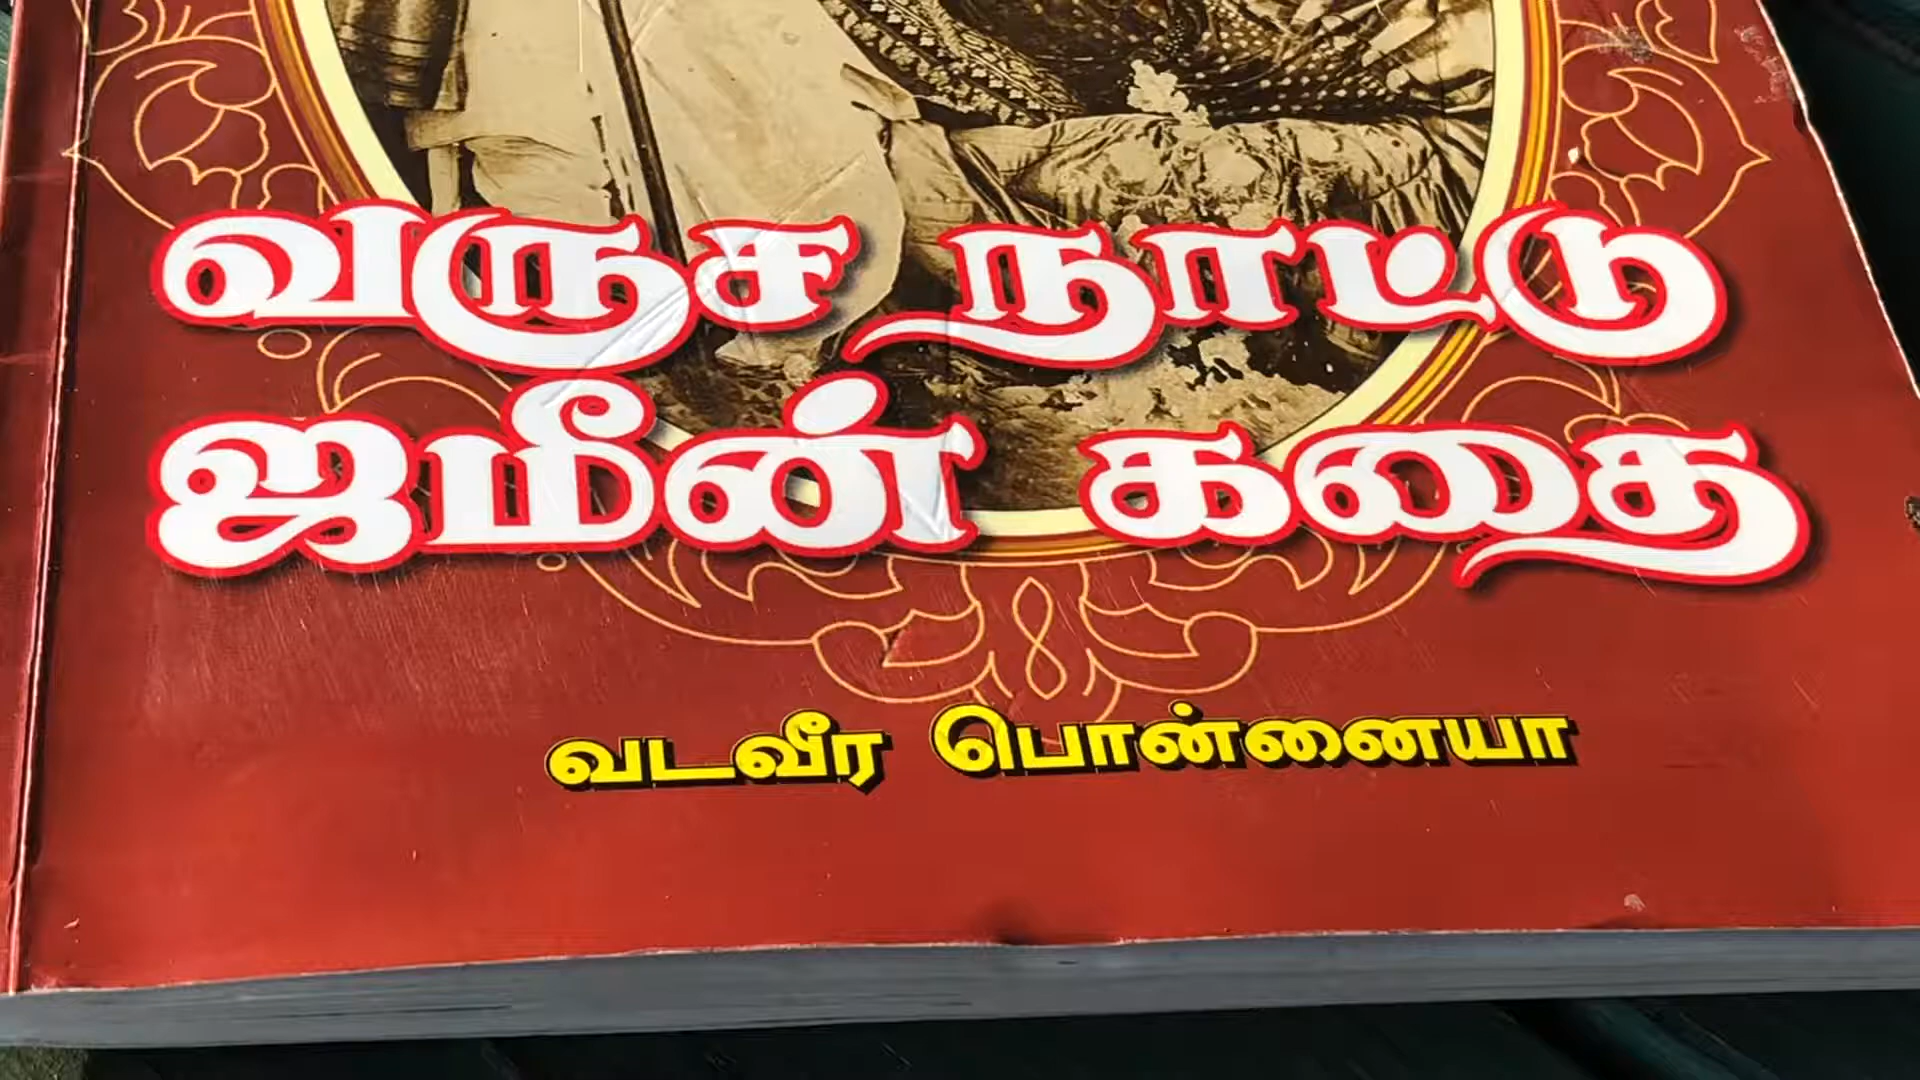 வருச நாட்டு
ஜமீன் கதை
வடவீர பொன்னையா